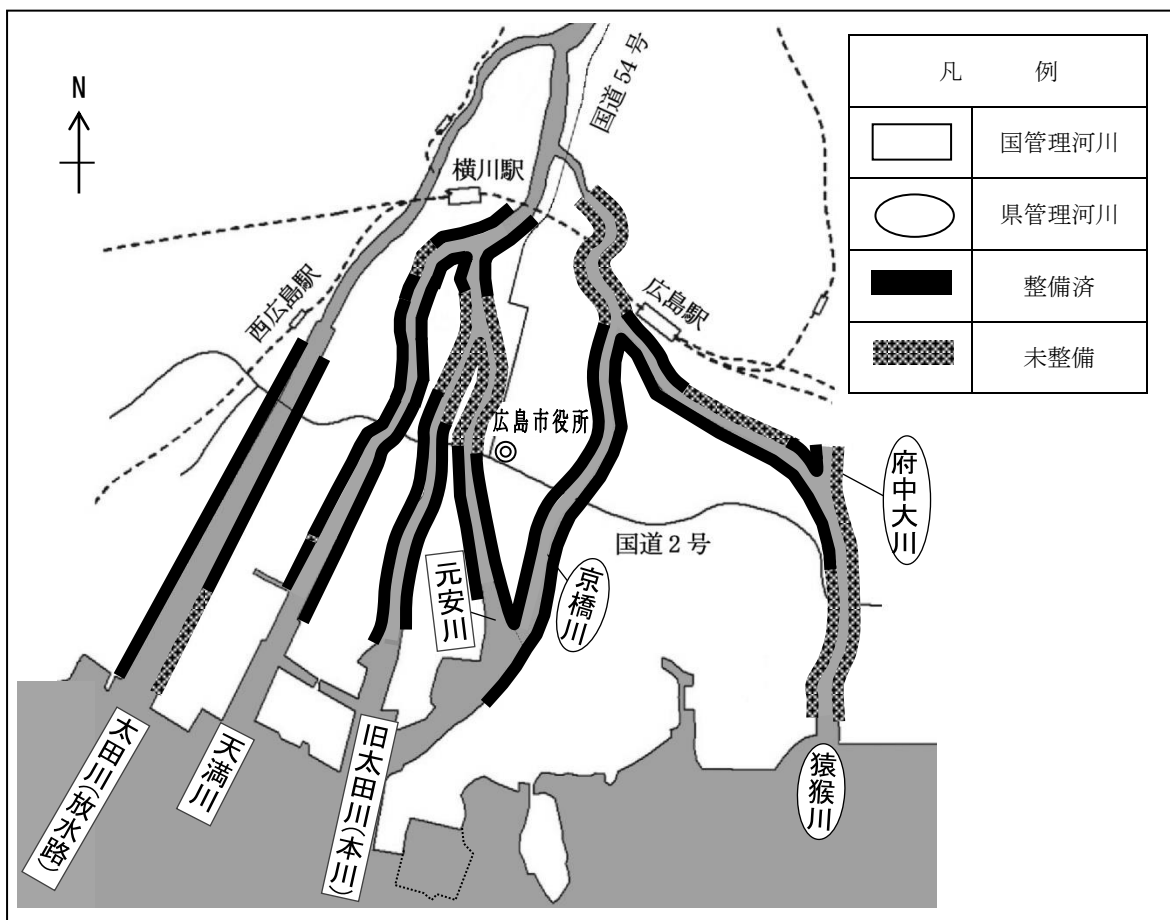 凡 例
国管理河川
県管理河川
整備済
未整備
N
国道54号
横川駅
西広島駅
広島駅
広島市役所
府中大川
国道2号
元安川
京橋川
太田川(放水路)
天満川
旧太田川(本川)
猿猴川